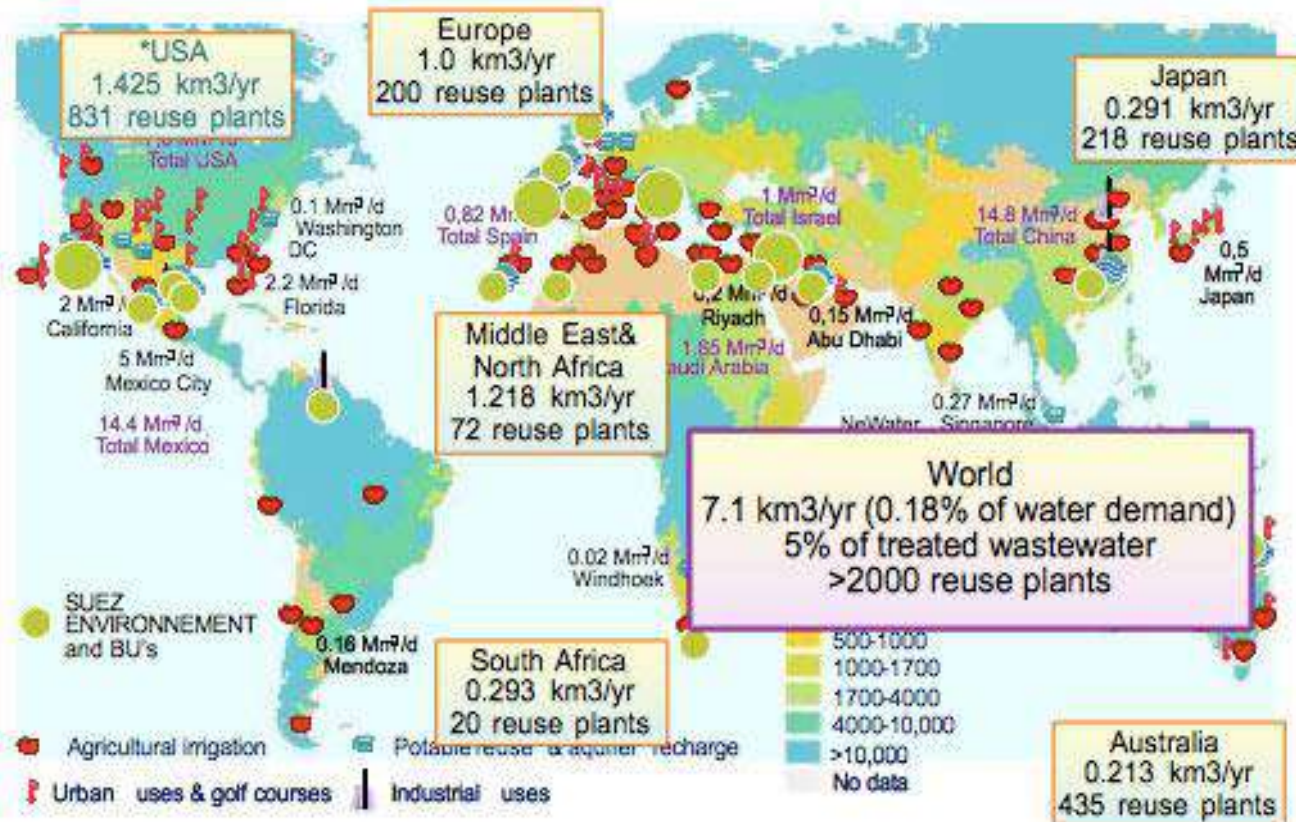 *USA
1.425 km3/yr
831 reuse plants
Total USA
Europe
1.0 km3/yr
200 reuse plants
Japan
0.291 km3/yr
218 reuse plants
0.1 Mm³/d
Washington
DC
2.2 Mm³/d
Florida
2 Mm³/
California
5 Mm³/d
Mexico City
14.4 Mm³/d
Total Mexico
0,82
Total Spain
1 Mm³/d
Total Israel
14.8 Mm³/d
Total China
0,5
Mm³/d
Japan
0,2 Mm³/d
Riyadh
0,15 Mm³/d
Abu Dhabi
1.85 Mm³/d
audi Arabia
Middle East&
North Africa
1.218 km3/yr
72 reuse plants
0.27 Mm³/d
NeWater Singapore
World
7.1 km3/yr (0.18% of water demand)
5% of treated wastewater
>2000 reuse plants
0.02 Mm³/d
Windhoek
SUEZ
ENVIRONNEMENT
and BU's
0.16 Mm³/d
Mendoza
South Africa
0.293 km3/yr
20 reuse plants
500-1000
1000-1700
1700-4000
4000-10,000
>10,000
No data
Australia
0.213 km3/yr
435 reuse plants
Agricultural irrigation
Potable reuse & aquifer recharge
Urban uses & golf courses
Industrial uses